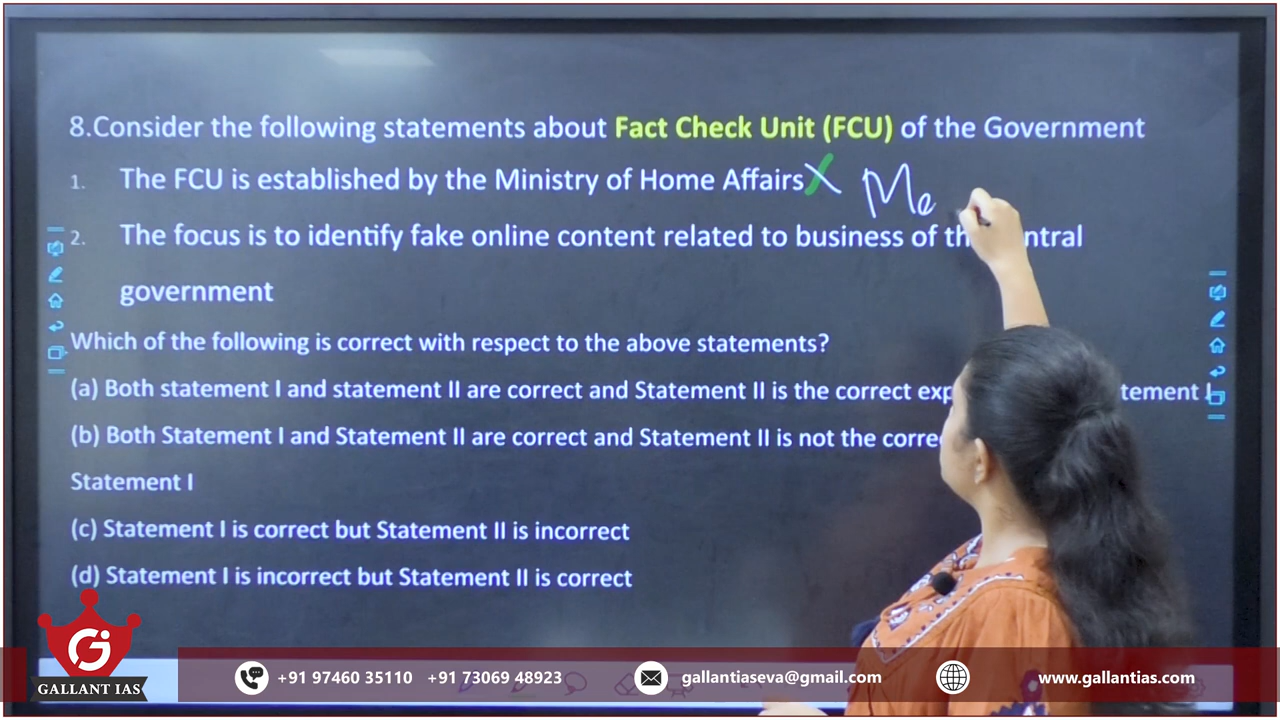 8.Consider the following statements about Fact Check Unit (FCU) of the Government
1. The FCU is established by the Ministry of Home Affairs X Me
2. The focus is to identify fake online content related to business of th ntral
government
Which of the following is correct with respect to the above statements?
(a) Both statement I and statement II are correct and Statement II is the correct exp tement I
(b) Both Statement I and Statement II are correct and Statement II is not the corre
Statement I
(c) Statement I is correct but Statement II is incorrect
(d) Statement I is incorrect but Statement II is correct
GALLANT IAS
+91 97460 35110 +91 73069 48923
gallantiaseva@gmail.com
www.gallantias.com